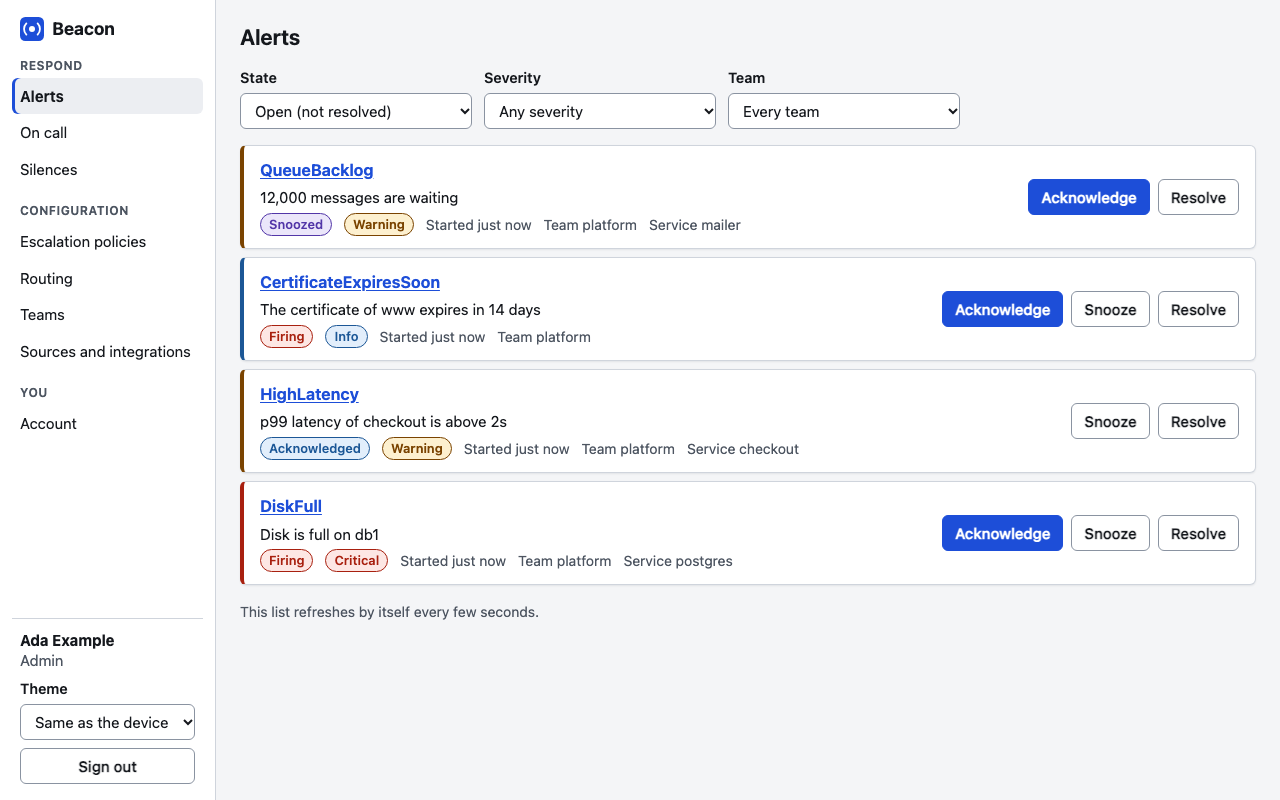 Beacon
RESPOND
Alerts
On call
Silences
CONFIGURATION
Escalation policies
Routing
Teams
Sources and integrations
YOU
Account
Ada Example
Admin
Theme
Same as the device
Sign out
Alerts
State
Severity
Team
Open (not resolved)
Any severity
Every team
QueueBacklog
12,000 messages are waiting
Snoozed Warning Started just now Team platform Service mailer
Acknowledge Resolve
CertificateExpiresSoon
The certificate of www expires in 14 days
Firing Info Started just now Team platform
Acknowledge Snooze Resolve
HighLatency
p99 latency of checkout is above 2s
Acknowledged Warning Started just now Team platform Service checkout
Snooze Resolve
DiskFull
Disk is full on db1
Firing Critical Started just now Team platform Service postgres
Acknowledge Snooze Resolve
This list refreshes by itself every few seconds.